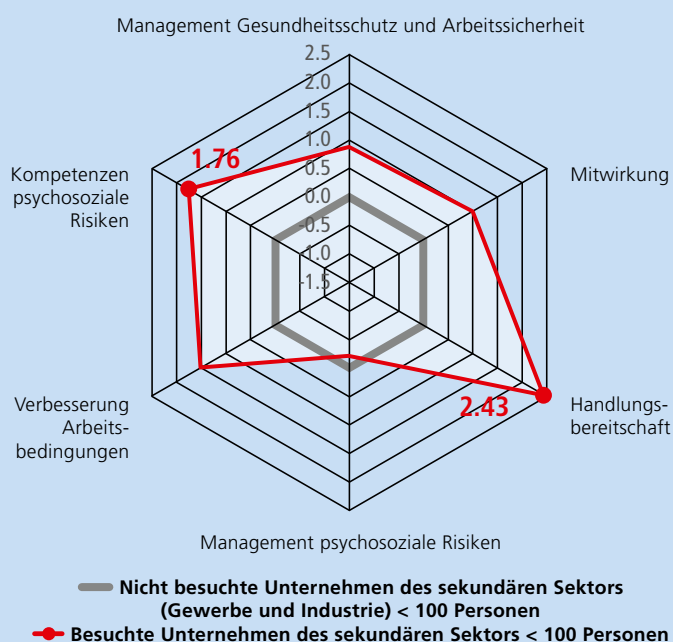 Management Gesundheitsschutz und Arbeitssicherheit
2.5
2.0
1.5
1.0
0.5
0.0
-0.5
-1.0
-1.5
1.76
Kompetenzen
psychosoziale
Risiken
Mitwirkung
Verbesserung
Arbeits-
bedingungen
2.43
Handlungs-
bereitschaft
Management psychosoziale Risiken
Nicht besuchte Unternehmen des sekundären Sektors
(Gewerbe und Industrie) < 100 Personen
Besuchte Unternehmen des sekundären Sektors < 100 Personen